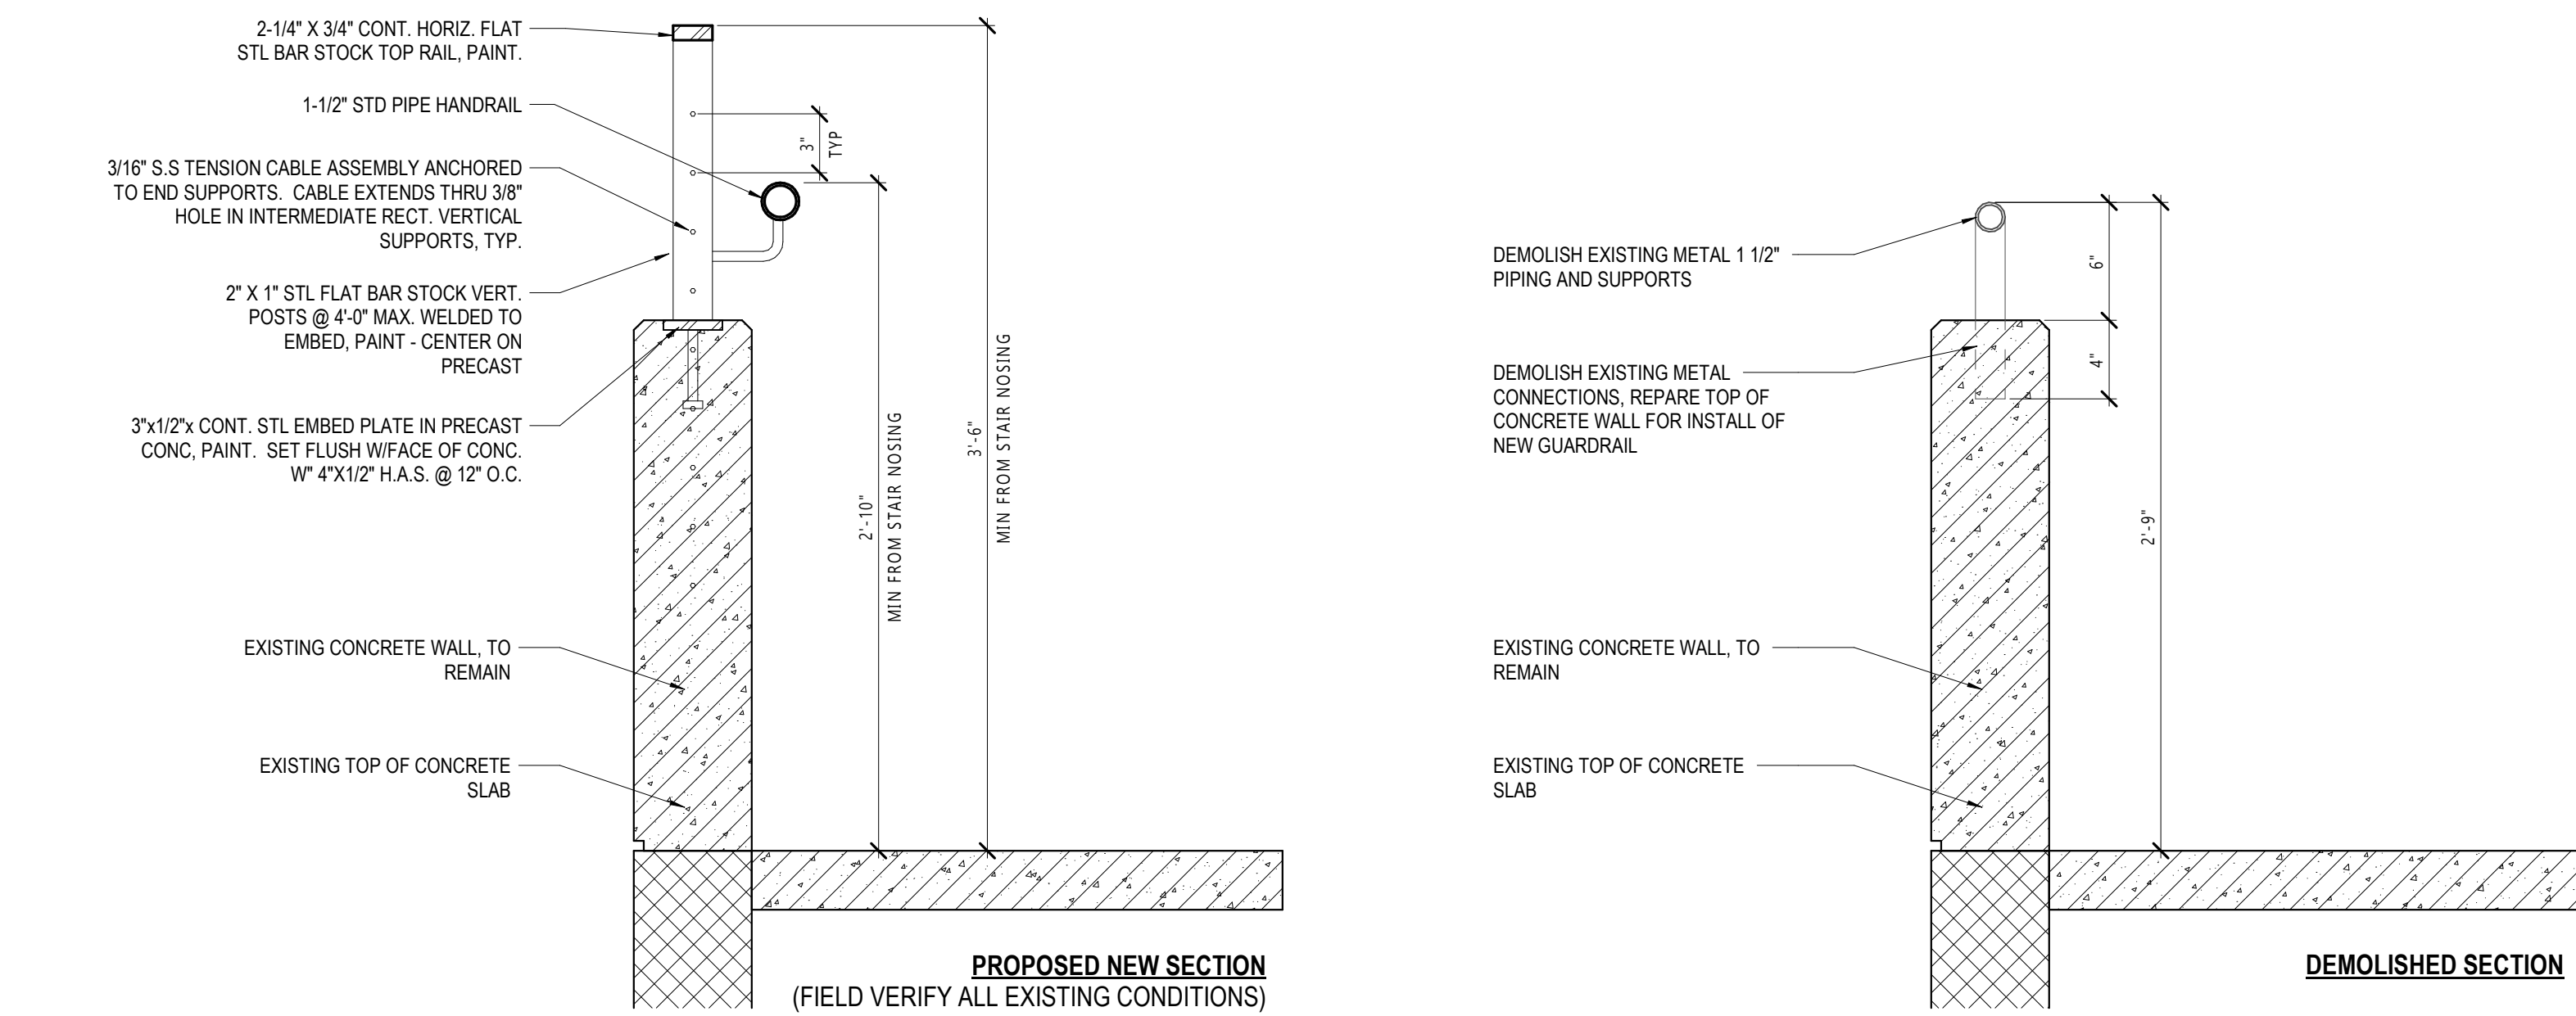 2-1/4" X 3/4" CONT. HORIZ. FLAT
STL BAR STOCK TOP RAIL, PAINT.
1-1/2" STD PIPE HANDRAIL
3/16" S.S TENSION CABLE ASSEMBLY ANCHORED
TO END SUPPORTS. CABLE EXTENDS THRU 3/8"
HOLE IN INTERMEDIATE RECT. VERTICAL
SUPPORTS, TYP.
2" X 1" STL FLAT BAR STOCK VERT.
POSTS @ 4'-0" MAX. WELDED TO
EMBED, PAINT - CENTER ON
PRECAST
3"x1/2"x CONT. STL EMBED PLATE IN PRECAST
CONC, PAINT. SET FLUSH W/FACE OF CONC.
W" 4"X1/2" H.A.S. @ 12" O.C.
EXISTING CONCRETE WALL, TO
REMAIN
EXISTING TOP OF CONCRETE
SLAB
3"
TYP
2'-10"
MIN FROM STAIR NOSING
3'-6"
MIN FROM STAIR NOSING
PROPOSED NEW SECTION
(FIELD VERIFY ALL EXISTING CONDITIONS)
DEMOLISH EXISTING METAL 1 1/2"
PIPING AND SUPPORTS
DEMOLISH EXISTING METAL
CONNECTIONS, REPARE TOP OF
CONCRETE WALL FOR INSTALL OF
NEW GUARDRAIL
EXISTING CONCRETE WALL, TO
REMAIN
EXISTING TOP OF CONCRETE
SLAB
6"
4"
2'-9"
DEMOLISHED SECTION